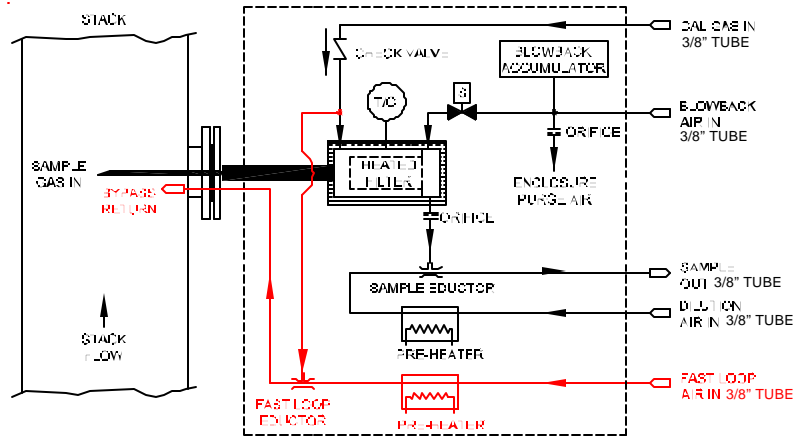 STACK
CAL GAS IN
3/8" TUBE
CHECK VALVE
BLOWBACK
ACCUMULATOR
T/C
S
BLOWBACK
AIR IN
3/8" TUBE
ORIFICE
SAMPLE
GAS IN
HEATED
FILTER
ENCLOSURE
PURGE AIR
BYPASS
RETURN
ORIFICE
SAMPLE
OUT 3/8" TUBE
SAMPLE EDUCTOR
DILUTION
AIR IN 3/8" TUBE
STACK
FLOW
PRE-HEATER
FAST LOOP
AIR IN 3/8" TUBE
FAST LOOP
EDUCTOR
PRE-HEATER